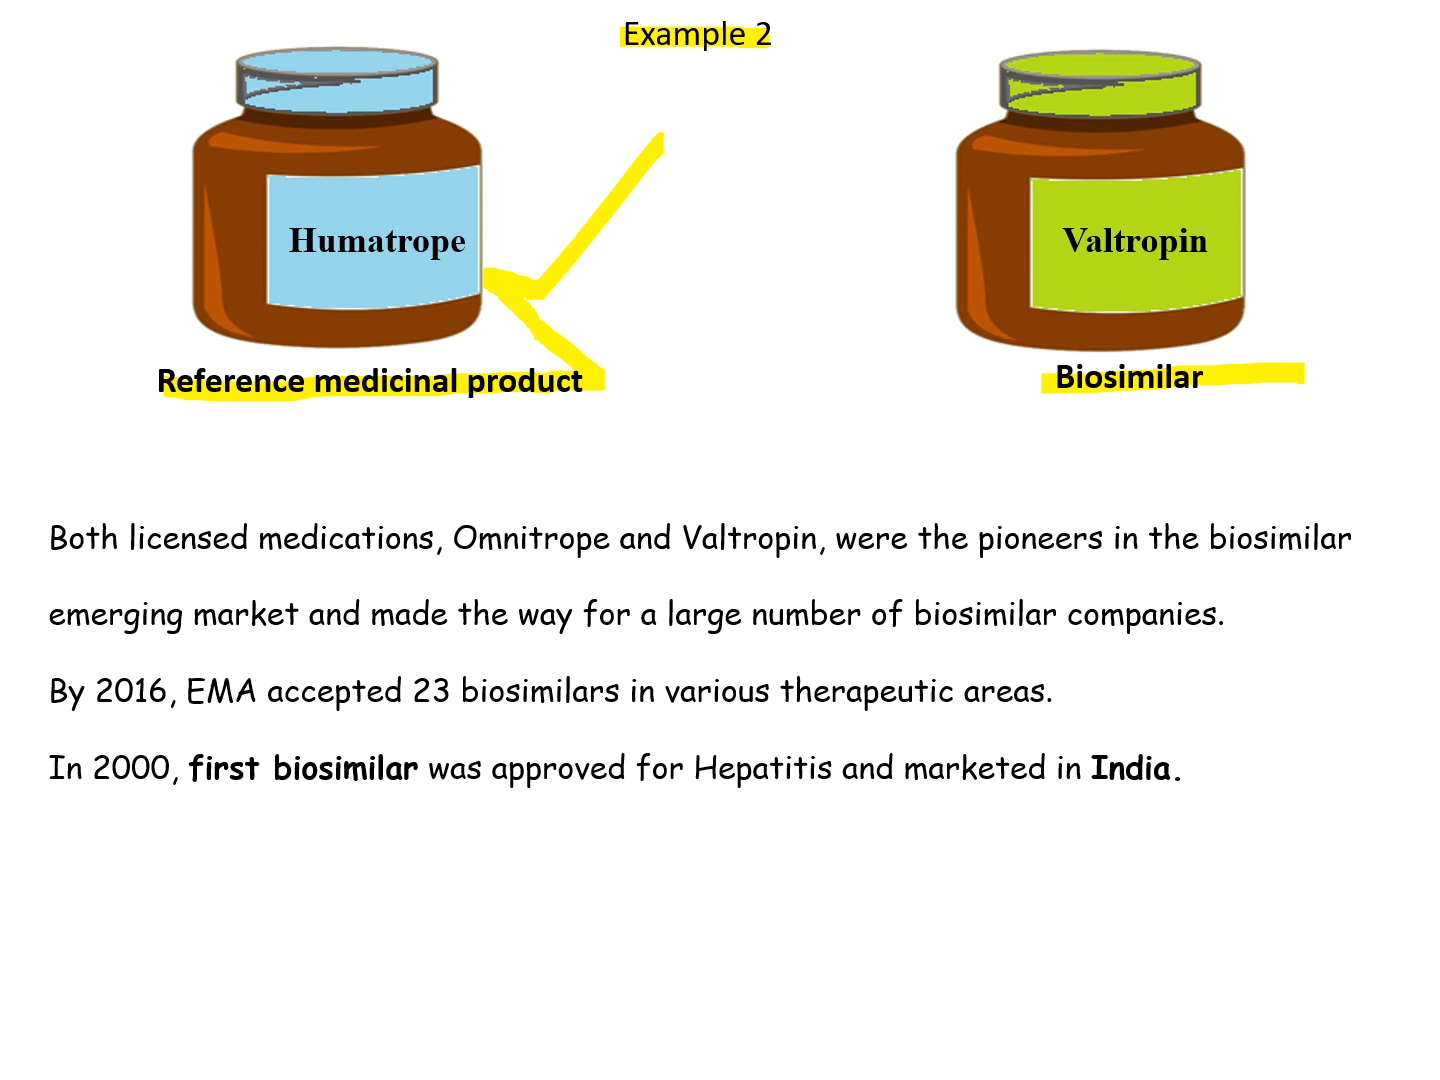 Example 2
Humatrope
Valtropin
Reference medicinal product
Biosimilar
Both licensed medications, Omnitrope and Valtropin, were the pioneers in the biosimilar
emerging market and made the way for a large number of biosimilar companies.
By 2016, EMA accepted 23 biosimilars in various therapeutic areas.
In 2000, first biosimilar was approved for Hepatitis and marketed in India.